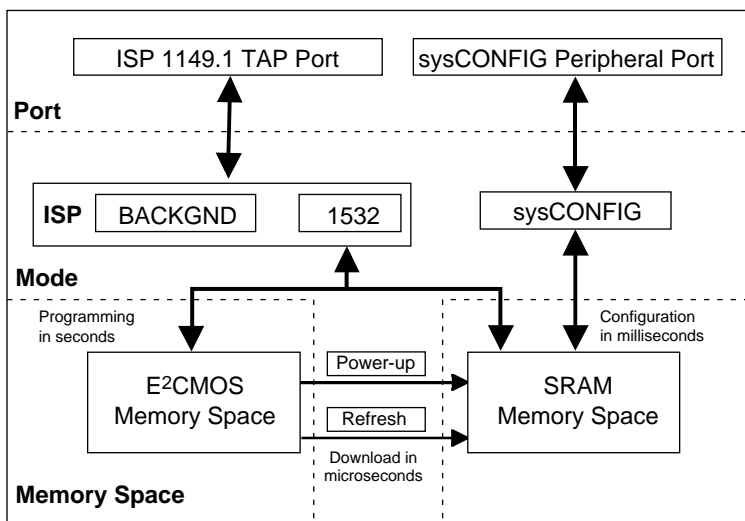 ISP 1149.1 TAP Port
sysCONFIG Peripheral Port
Port
ISP
BACKGND
1532
sysCONFIG
Mode
Programming
in seconds
Configuration
in milliseconds
E²CMOS
Memory Space
Power-up
Refresh
Download in
microseconds
SRAM
Memory Space
Memory Space